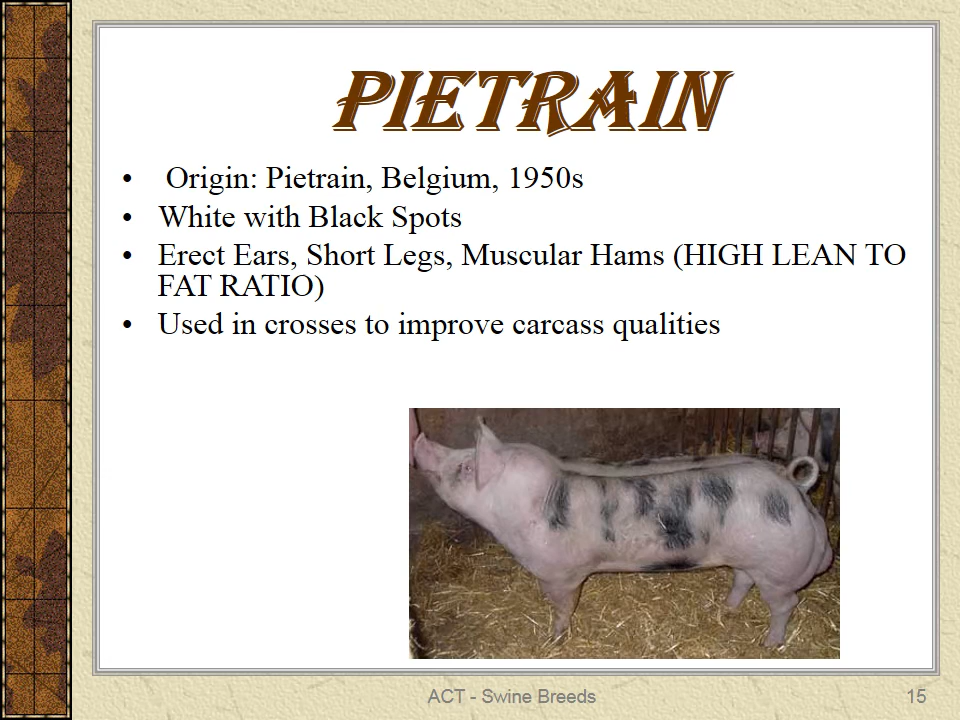 PIETRAIN
• Origin: Pietrain, Belgium, 1950s
• White with Black Spots
• Erect Ears, Short Legs, Muscular Hams (HIGH LEAN TO
FAT RATIO)
• Used in crosses to improve carcass qualities
ACT - Swine Breeds
15